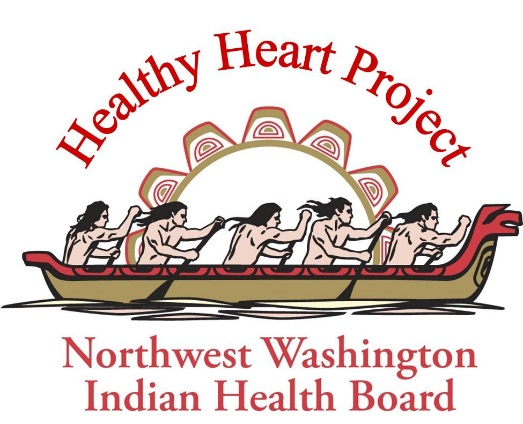 Healthy Heart Project
Northwest Washington
Indian Health Board